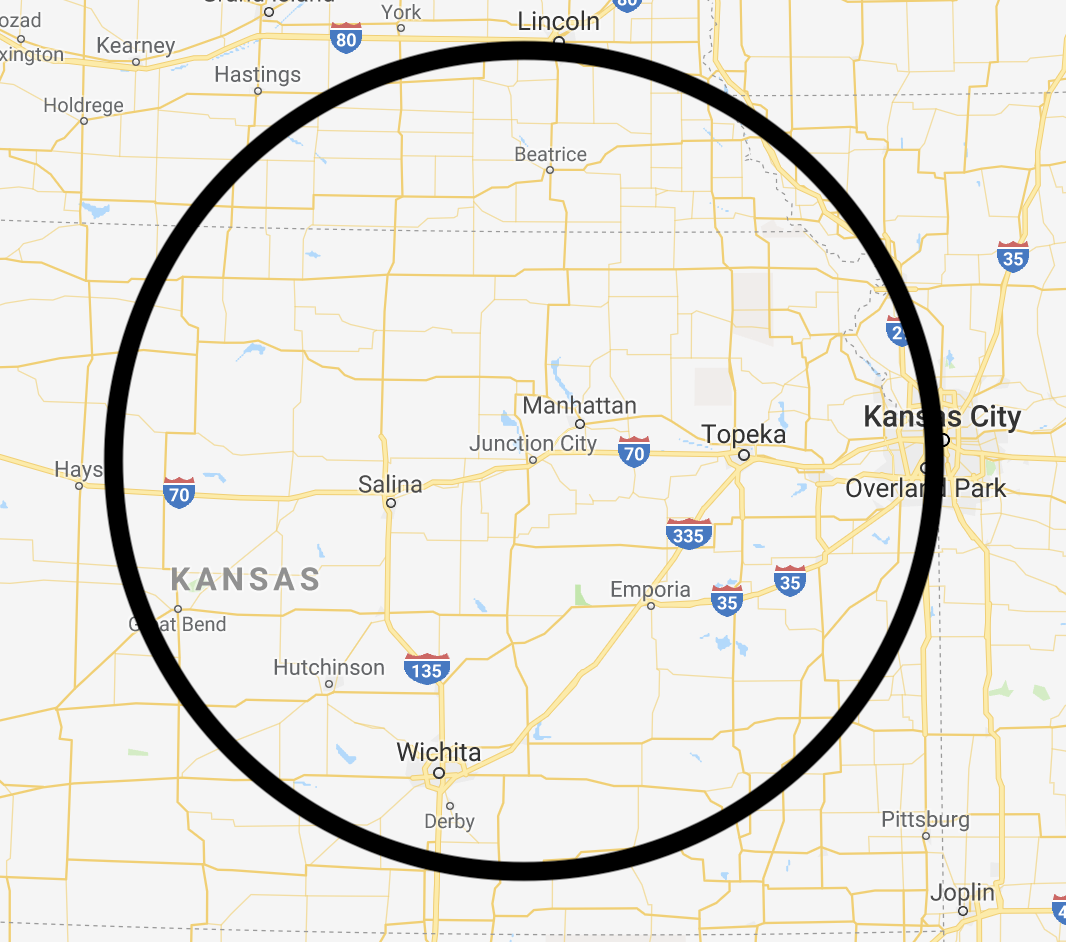 Grand Island
80
York
Lincoln
ozad
80
xington
Kearney
Hastings
Holdrege
Beatrice
35
2
Manhattan
Kansas City
Junction City
Topeka
70
Hays
70
Salina
Overland Park
335
KANSAS
Emporia
35
35
Great Bend
Hutchinson
135
Wichita
Derby
Pittsburg
Joplin
4